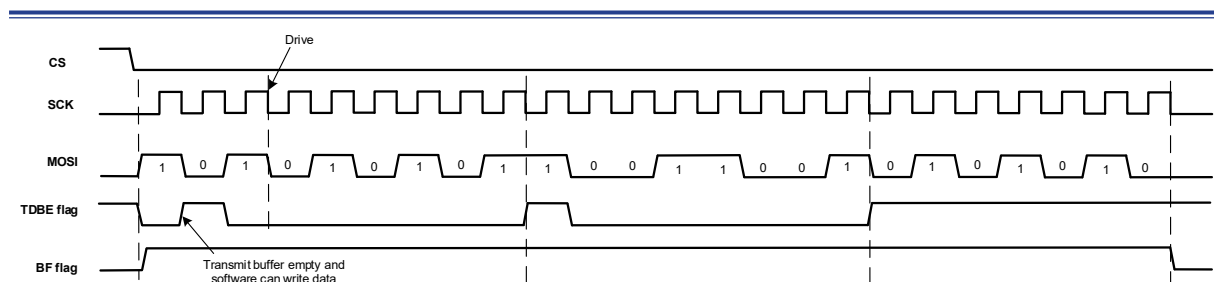 Drive
CS
SCK
MOSI 1 0 1 0 1 0 1 0 1 1 0 0 1 1 0 0 1 0 1 0 1 0 1 0
TDBE flag
Transmit buffer empty and
software can write data
BF flag